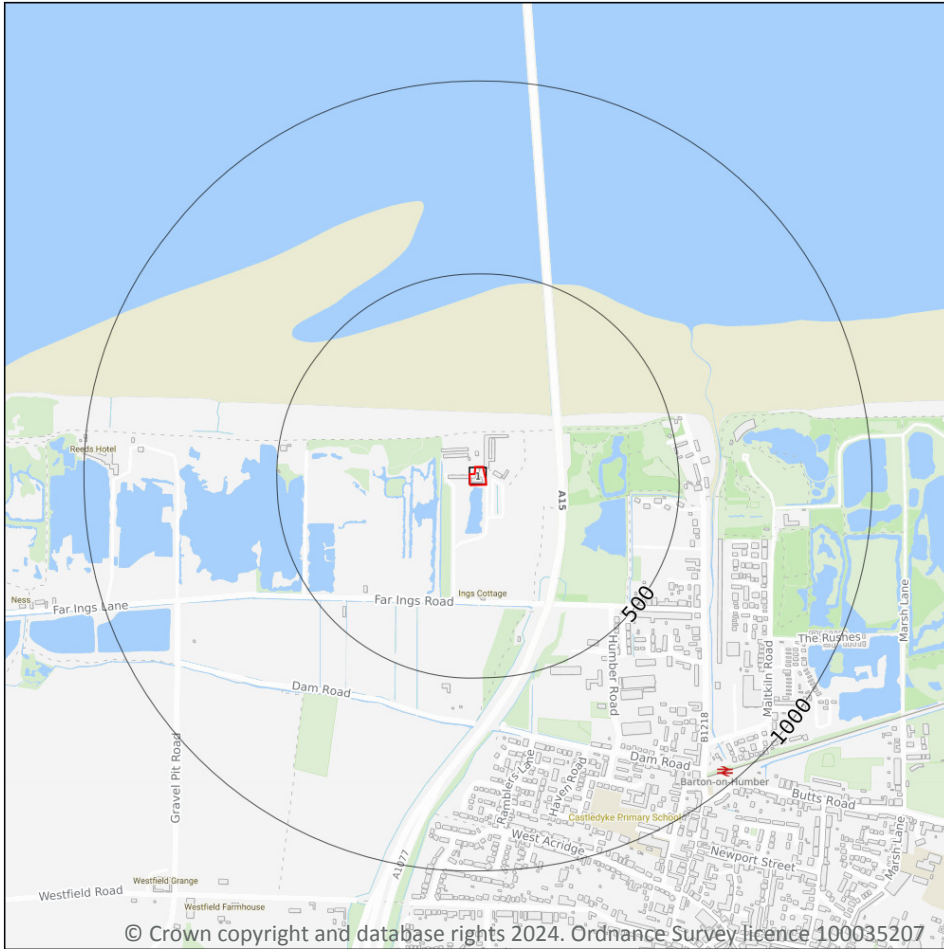 Reeds Hotel
1
A15
Ness
Far Ings Lane
Far Ings Road
Ings Cottage
500
Marsh Lane
The Rushes
Humber Road
Maltkiln Road
Dam Road
1000
B1218
Gravel Pit Road
Dam Road
Barton-on-Humber
Ramblers Lane
Haven Road
Butts Road
Castledyke Primary School
West Acridge
Newport Street
Marsh Lane
A1077
Westfield Grange
Westfield Road
Westfield Farmhouse
© Crown copyright and database rights 2024. Ordnance Survey licence 100035207